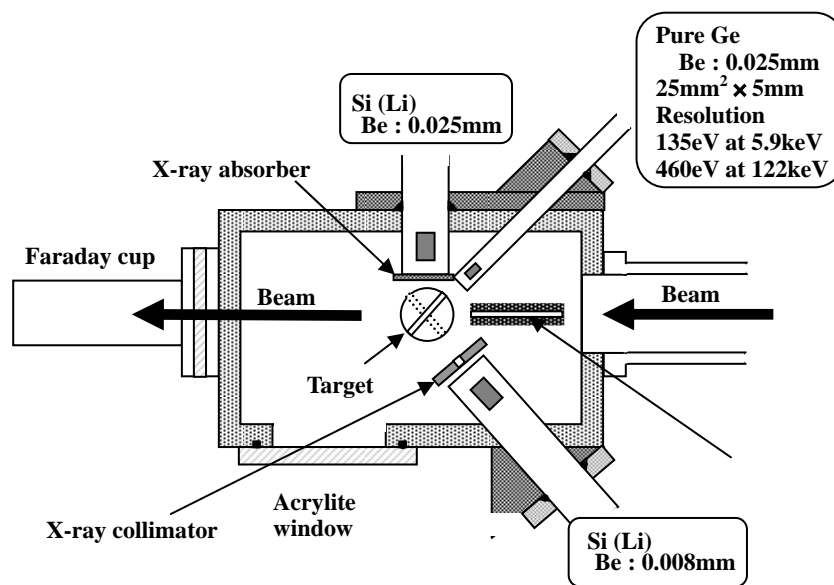 Pure Ge
Be : 0.025mm
25mm² × 5mm
Resolution
135eV at 5.9keV
460eV at 122keV
Si (Li)
Be : 0.025mm
X-ray absorber
Faraday cup
Beam
Beam
Target
X-ray collimator
Acrylite
window
Si (Li)
Be : 0.008mm